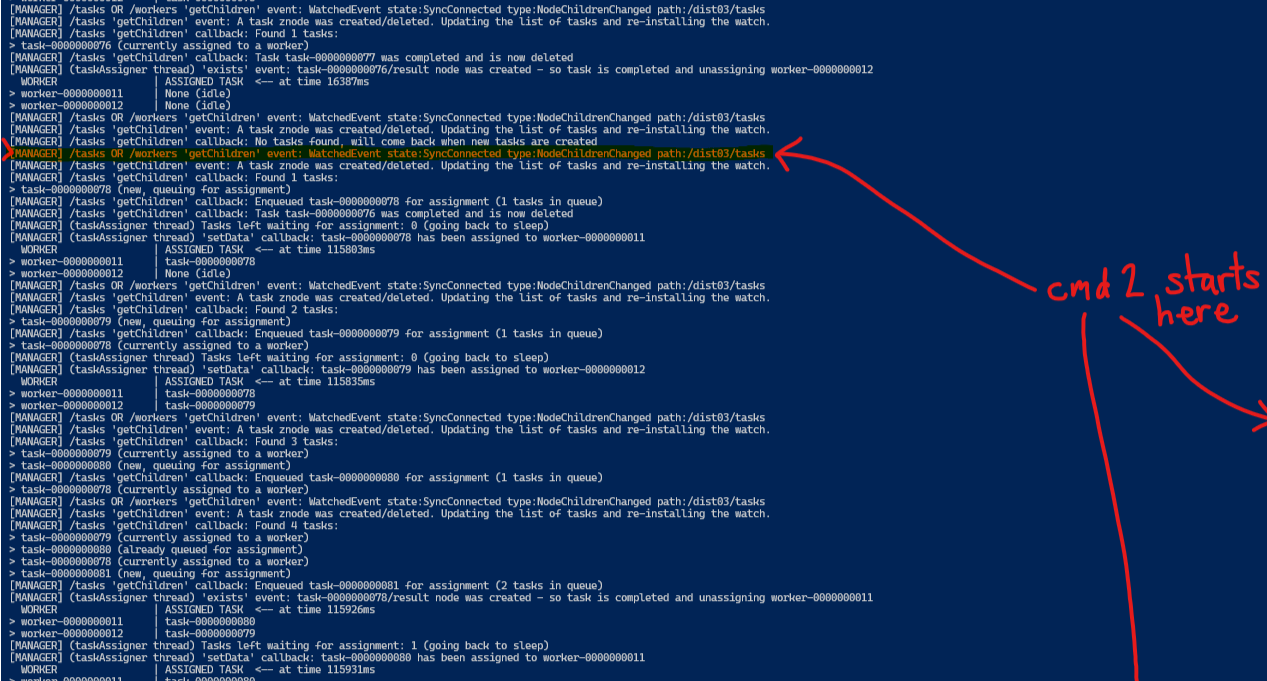 [MANAGER] /tasks OR /workers 'getChildren' event: WatchedEvent state:SyncConnected type:NodeChildrenChanged path:/dist03/tasks
[MANAGER] /tasks 'getChildren' event: A task znode was created/deleted. Updating the list of tasks and re-installing the watch.
[MANAGER] /tasks 'getChildren' callback: Found 1 tasks:
> task-0000000076 (currently assigned to a worker)
[MANAGER] /tasks 'getChildren' callback: Task task-0000000077 was completed and is now deleted
[MANAGER] (taskAssigner thread) 'exists' event: task-0000000076/result node was created – so task is completed and unassigning worker-0000000012
WORKER | ASSIGNED TASK <-- at time 16387ms
> worker-0000000011 | None (idle)
> worker-0000000012 | None (idle)
[MANAGER] /tasks OR /workers 'getChildren' event: WatchedEvent state:SyncConnected type:NodeChildrenChanged path:/dist03/tasks
[MANAGER] /tasks 'getChildren' event: A task znode was created/deleted. Updating the list of tasks and re-installing the watch.
[MANAGER] /tasks 'getChildren' callback: No tasks found, will come back when new tasks are created
[MANAGER] /tasks OR /workers 'getChildren' event: WatchedEvent state:SyncConnected type:NodeChildrenChanged path:/dist03/tasks
[MANAGER] /tasks 'getChildren' event: A task znode was created/deleted. Updating the list of tasks and re-installing the watch.
[MANAGER] /tasks 'getChildren' callback: Found 1 tasks:
> task-0000000078 (new, queuing for assignment)
[MANAGER] /tasks 'getChildren' callback: Enqueued task-0000000078 for assignment (1 tasks in queue)
[MANAGER] /tasks 'getChildren' callback: Task task-0000000076 was completed and is now deleted
[MANAGER] (taskAssigner thread) Tasks left waiting for assignment: 0 (going back to sleep)
[MANAGER] (taskAssigner thread) 'setData' callback: task-0000000078 has been assigned to worker-0000000011
WORKER | ASSIGNED TASK <-- at time 115803ms
> worker-0000000011 | task-0000000078
> worker-0000000012 | None (idle)
[MANAGER] /tasks OR /workers 'getChildren' event: WatchedEvent state:SyncConnected type:NodeChildrenChanged path:/dist03/tasks
[MANAGER] /tasks 'getChildren' event: A task znode was created/deleted. Updating the list of tasks and re-installing the watch.
[MANAGER] /tasks 'getChildren' callback: Found 2 tasks:
> task-0000000079 (new, queuing for assignment)
[MANAGER] /tasks 'getChildren' callback: Enqueued task-0000000079 for assignment (1 tasks in queue)
> task-0000000078 (currently assigned to a worker)
[MANAGER] (taskAssigner thread) Tasks left waiting for assignment: 0 (going back to sleep)
[MANAGER] (taskAssigner thread) 'setData' callback: task-0000000079 has been assigned to worker-0000000012
WORKER | ASSIGNED TASK <-- at time 115835ms
> worker-0000000011 | task-0000000078
> worker-0000000012 | task-0000000079
[MANAGER] /tasks OR /workers 'getChildren' event: WatchedEvent state:SyncConnected type:NodeChildrenChanged path:/dist03/tasks
[MANAGER] /tasks 'getChildren' event: A task znode was created/deleted. Updating the list of tasks and re-installing the watch.
[MANAGER] /tasks 'getChildren' callback: Found 3 tasks:
> task-0000000079 (currently assigned to a worker)
> task-0000000080 (new, queuing for assignment)
[MANAGER] /tasks 'getChildren' callback: Enqueued task-0000000080 for assignment (1 tasks in queue)
> task-0000000078 (currently assigned to a worker)
[MANAGER] /tasks OR /workers 'getChildren' event: WatchedEvent state:SyncConnected type:NodeChildrenChanged path:/dist03/tasks
[MANAGER] /tasks 'getChildren' event: A task znode was created/deleted. Updating the list of tasks and re-installing the watch.
[MANAGER] /tasks 'getChildren' callback: Found 4 tasks:
> task-0000000079 (currently assigned to a worker)
> task-0000000080 (already queued for assignment)
> task-0000000078 (currently assigned to a worker)
> task-0000000081 (new, queuing for assignment)
[MANAGER] /tasks 'getChildren' callback: Enqueued task-0000000081 for assignment (2 tasks in queue)
[MANAGER] (taskAssigner thread) 'exists' event: task-0000000078/result node was created – so task is completed and unassigning worker-0000000011
WORKER | ASSIGNED TASK <-- at time 115926ms
> worker-0000000011 | task-0000000080
> worker-0000000012 | task-0000000079
[MANAGER] (taskAssigner thread) Tasks left waiting for assignment: 1 (going back to sleep)
[MANAGER] (taskAssigner thread) 'setData' callback: task-0000000080 has been assigned to worker-0000000011
WORKER | ASSIGNED TASK <-- at time 115931ms
cmd 2 starts
here